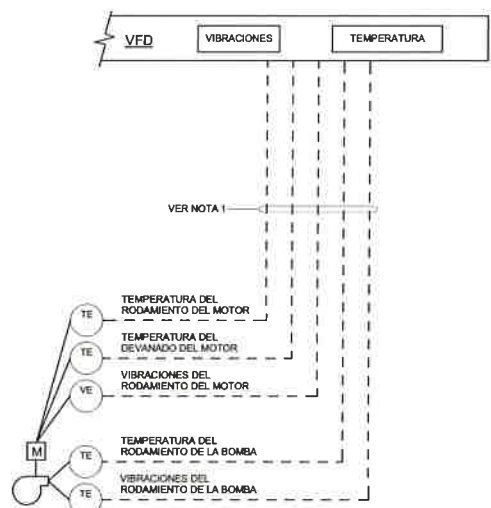 VFD
VIBRACIONES
TEMPERATURA
VER NOTA 1
TEMPERATURA DEL
RODAMIENTO DEL MOTOR
TE
TEMPERATURA DEL
DEVANADO DEL MOTOR
TE
VIBRACIONES DEL
RODAMIENTO DEL MOTOR
VE
M
TEMPERATURA DEL
RODAMIENTO DE LA BOMBA
TE
VIBRACIONES DEL
RODAMIENTO DE LA BOMBA
TE